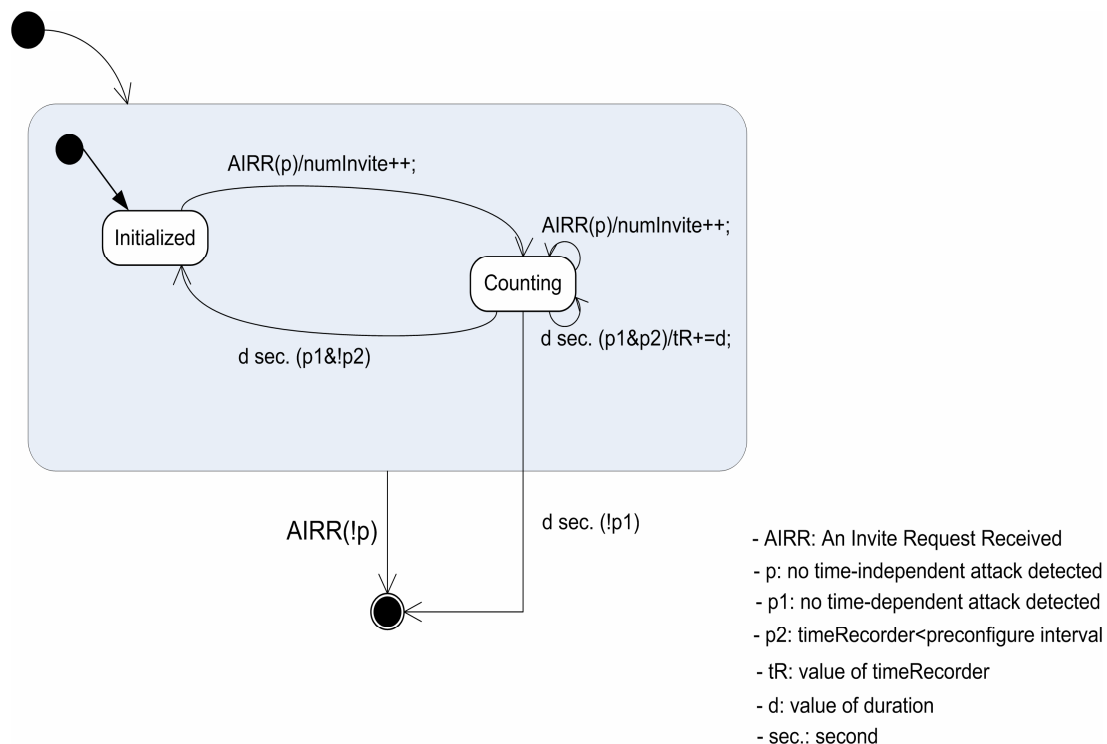 AIRR(p)/numInvite++;
AIRR(p)/numInvite++;
Initialized
Counting
d sec. (p1&p2)/tR+=d;
d sec. (p1&!p2)
AIRR(!p)
d sec. (!p1)
- AIRR: An Invite Request Received
- p: no time-independent attack detected
- p1: no time-dependent attack detected
- p2: timeRecorder<preconfigure interval
- tR: value of timeRecorder
- d: value of duration
- sec.: second